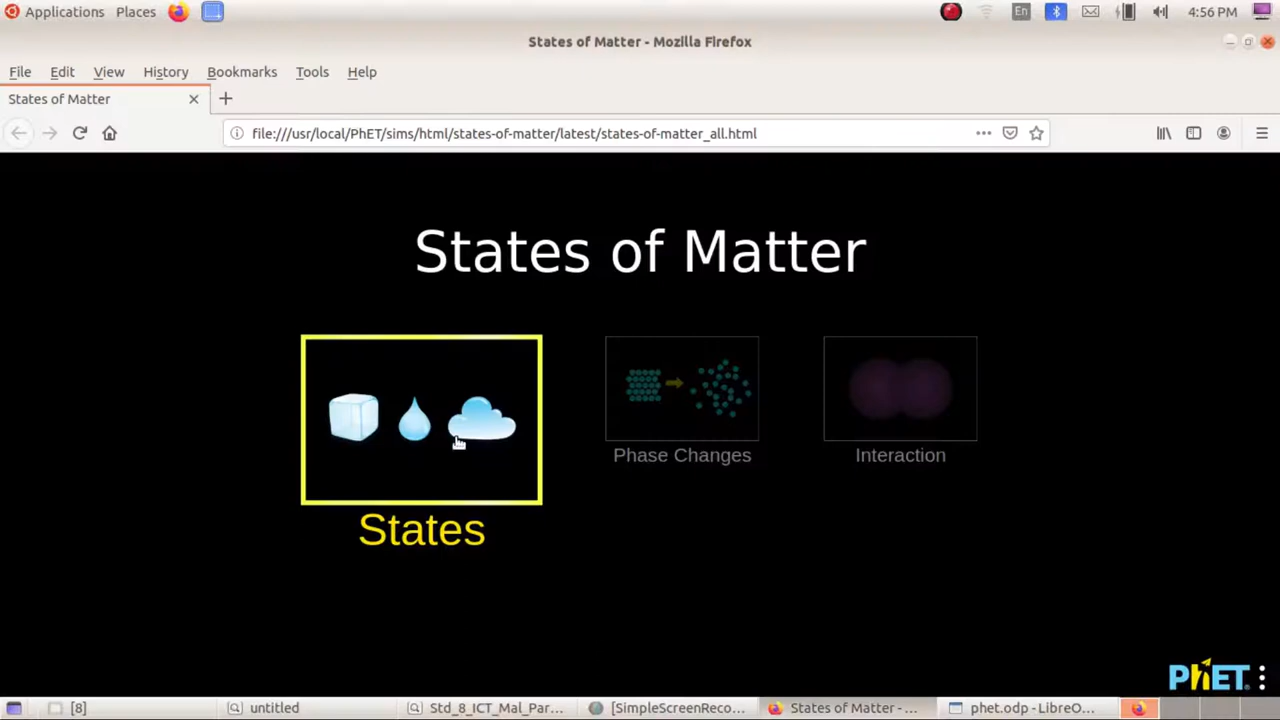 Applications Places En 4:56 PM
States of Matter - Mozilla Firefox
File Edit View History Bookmarks Tools Help
States of Matter
file:///usr/local/PhET/sims/html/states-of-matter/latest/states-of-matter_all.html
States of Matter
Phase Changes Interaction
States
PhET
[8] untitled Std_8_ICT_Mal_Par... [SimpleScreenReco... States of Matter - ... phet.odp - LibreO...